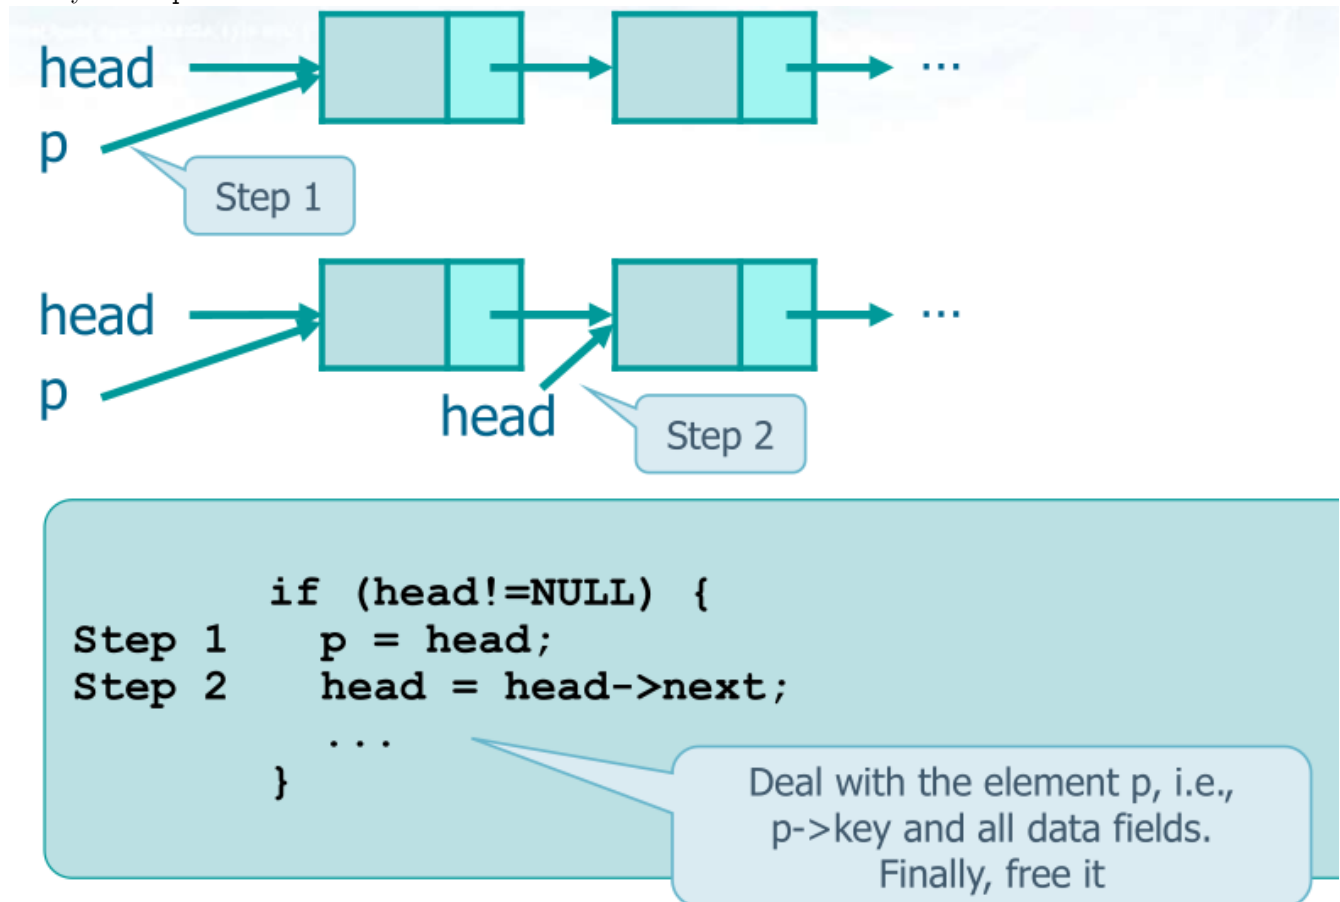 head
...
p
Step 1
head
...
p
head
Step 2
if (head!=NULL) {
Step 1 p = head;
Step 2 head = head->next;
...
}
Deal with the element p, i.e.,
p->key and all data fields.
Finally, free it